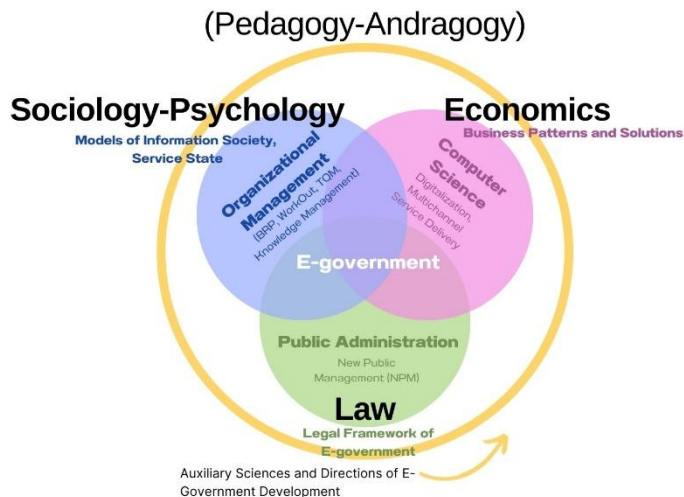 (Pedagogy-Andragogy)
Sociology-Psychology
Models of Information Society,
Service State
Economics
Business Patterns and Solutions
Organizational
Management
(BRP, WorkOut, TQM,
Knowledge Management)
Computer
Science
Digitalization,
Multichannel
Service Delivery
E-government
Public Administration
New Public
Management (NPM)
Law
Legal Framework of
E-government
Auxiliary Sciences and Directions of E-
Government Development